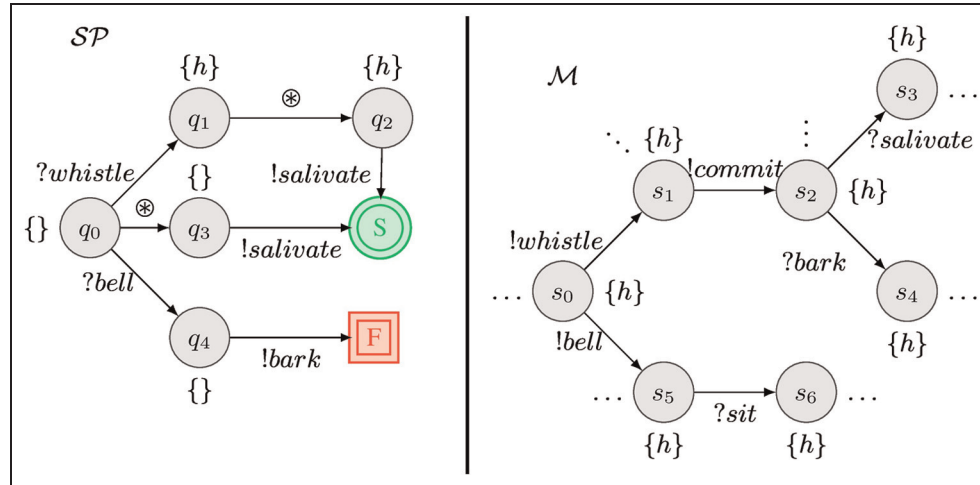 SP
{h}
{h}
q1
⊛
q2
?whistle
{}
!salivate
{}
q0
⊛
q3
!salivate
S
?bell
q4
!bark
F
{}
M
{h}
s3
...
?salivate
⋱
{h}
⋮
s1
!commit
s2
{h}
!whistle
?bark
...
s0
{h}
s4
...
!bell
{h}
...
s5
?sit
s6
...
{h}
{h}